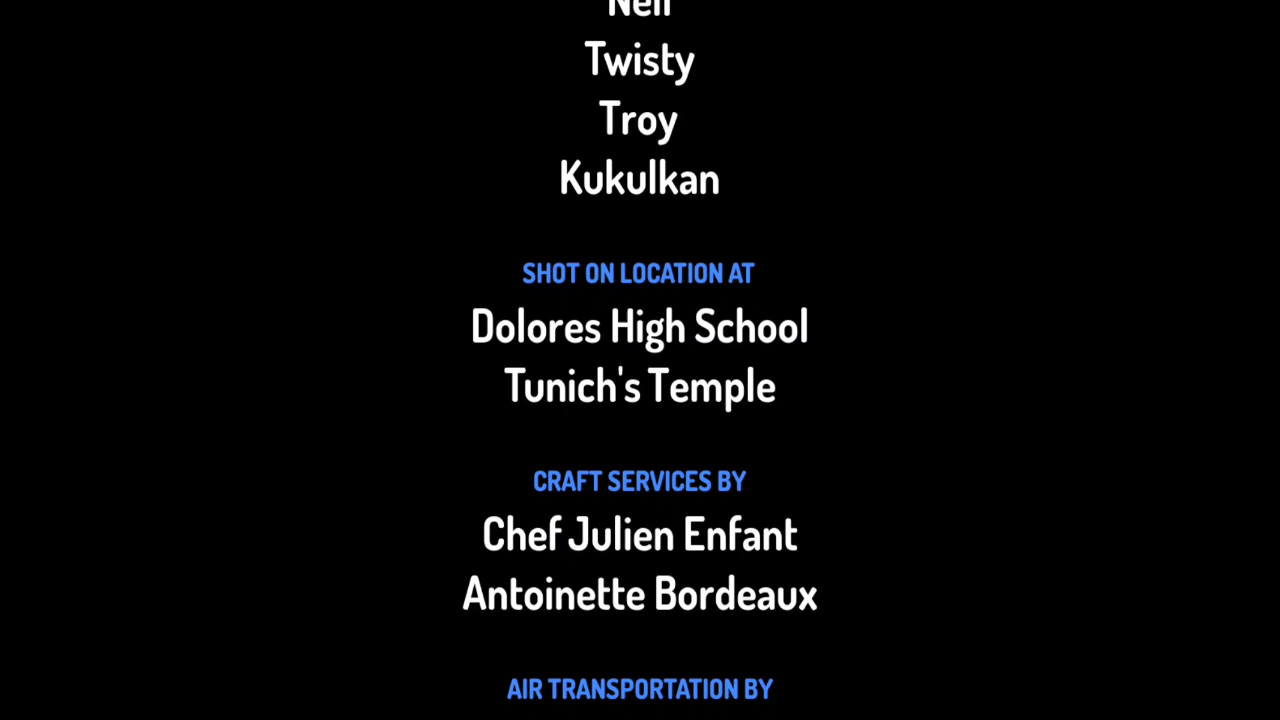 Twisty
Troy
Kukulkan
SHOT ON LOCATION AT
Dolores High School
Tunich's Temple
CRAFT SERVICES BY
Chef Julien Enfant
Antoinette Bordeaux
AIR TRANSPORTATION BY